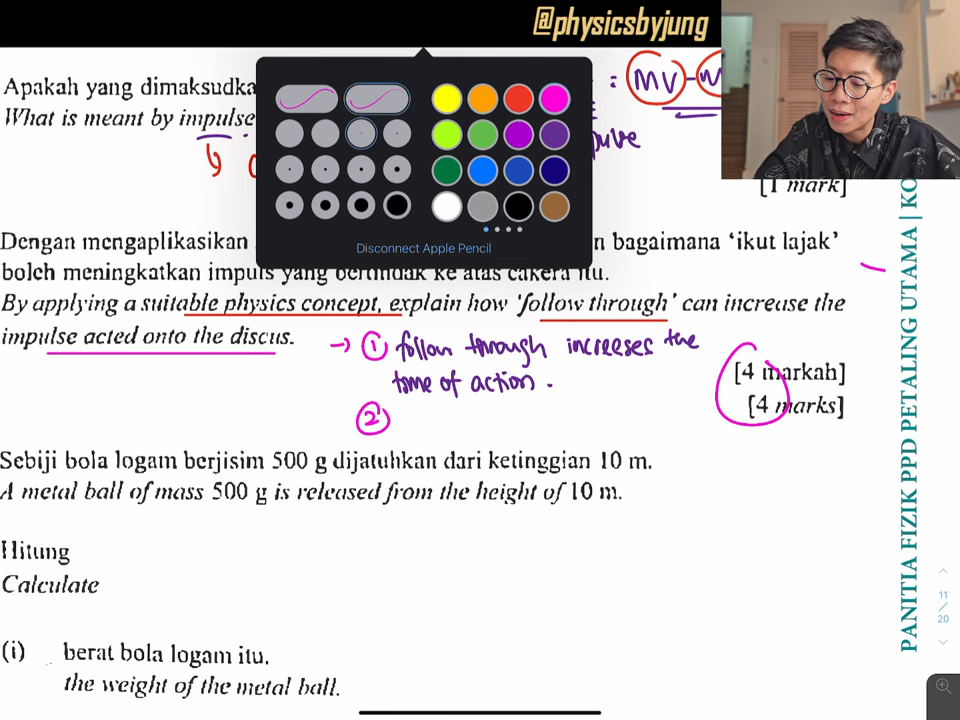 @physicsbyjung
Apakah yang dimaksudka
: mv -
What is meant by impulse
[1 mark]
Dengan mengaplikasikan
n bagaimana ‘ikut lajak’
boleh meningkatkan impuls yang bertindak ke atas cakera itu.
By applying a suitable physics concept, explain how ‘follow through’ can increase the
impulse acted onto the discus.
→ ① follow through increases the
time of action.
[4 markah]
[4 marks]
②
Sebiji bola logam berjisim 500 g dijatuhkan dari ketinggian 10 m.
A metal ball of mass 500 g is released from the height of 10 m.
Hitung
Calculate
(i) berat bola logam itu.
the weight of the metal ball.
Disconnect Apple Pencil
PANITIA FIZIK PPD PETALING UTAMA | KO
11
/
20